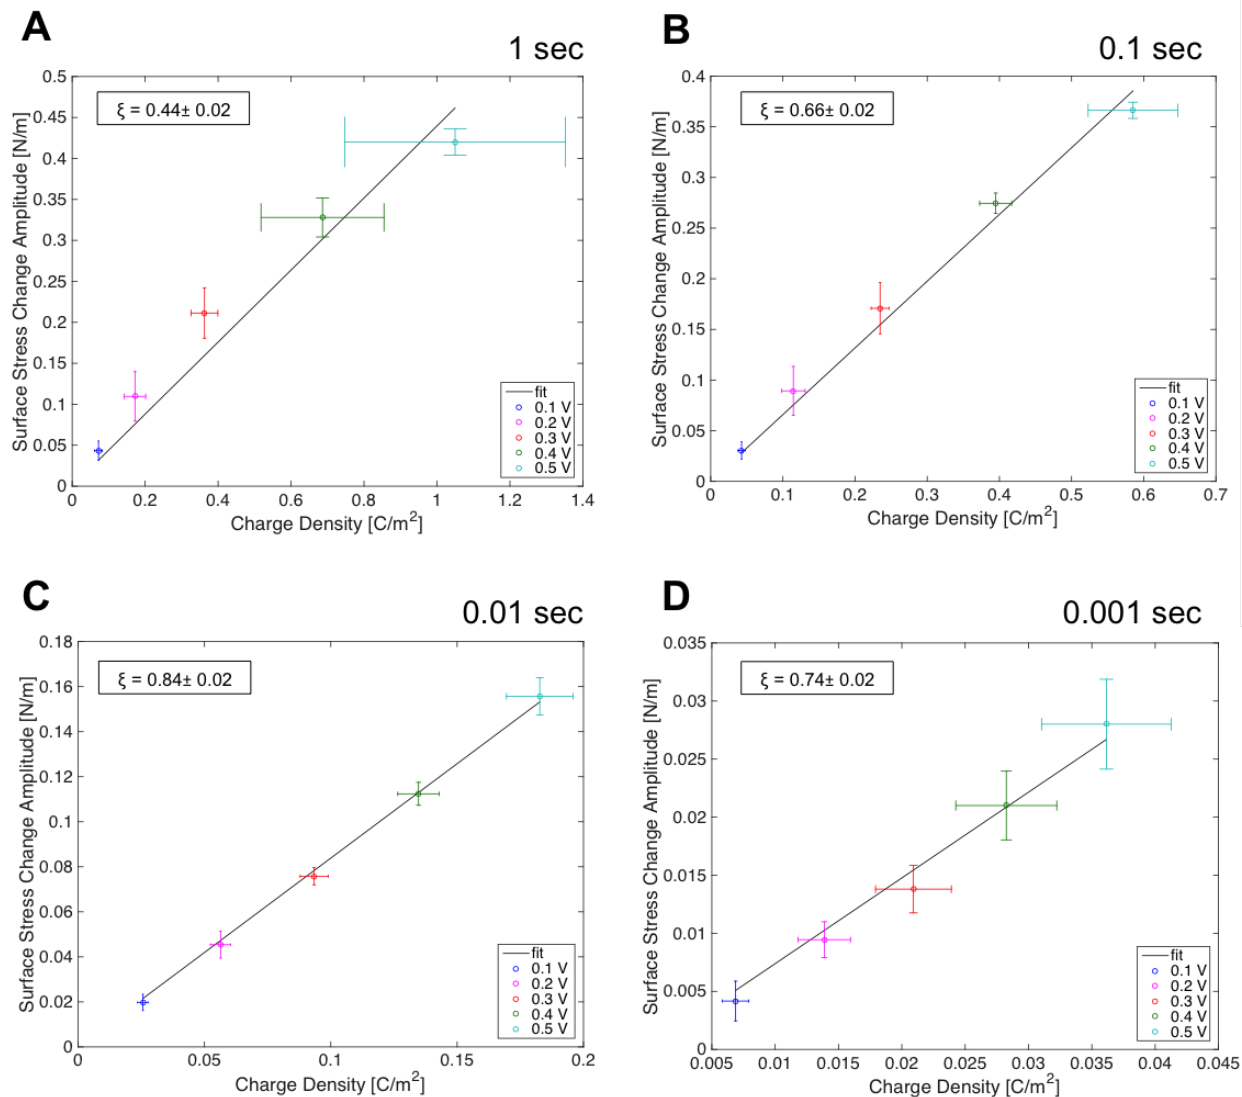 A
1 sec
ξ = 0.44± 0.02
Surface Stress Change Amplitude [N/m]
0.5
0.45
0.4
0.35
0.3
0.25
0.2
0.15
0.1
0.05
0
fit
0.1 V
0.2 V
0.3 V
0.4 V
0.5 V
0 0.2 0.4 0.6 0.8 1 1.2 1.4
Charge Density [C/m²]
B
0.1 sec
ξ = 0.66± 0.02
Surface Stress Change Amplitude [N/m]
0.4
0.35
0.3
0.25
0.2
0.15
0.1
0.05
0
fit
0.1 V
0.2 V
0.3 V
0.4 V
0.5 V
0 0.1 0.2 0.3 0.4 0.5 0.6 0.7
Charge Density [C/m²]
C
0.01 sec
ξ = 0.84± 0.02
Surface Stress Change Amplitude [N/m]
0.18
0.16
0.14
0.12
0.1
0.08
0.06
0.04
0.02
0
fit
0.1 V
0.2 V
0.3 V
0.4 V
0.5 V
0 0.05 0.1 0.15 0.2
Charge Density [C/m²]
D
0.001 sec
ξ = 0.74± 0.02
Surface Stress Change Amplitude [N/m]
0.035
0.03
0.025
0.02
0.015
0.01
0.005
0
fit
0.1 V
0.2 V
0.3 V
0.4 V
0.5 V
0.005 0.01 0.015 0.02 0.025 0.03 0.035 0.04 0.045
Charge Density [C/m²]